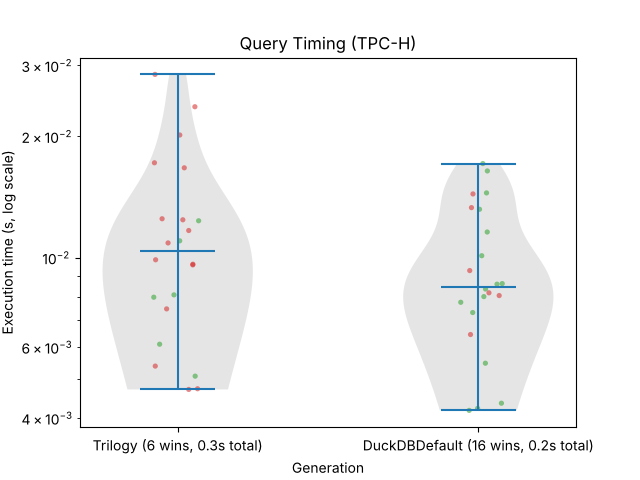 Query Timing (TPC-H)
Execution time (s, log scale)
3 × 10⁻²
2 × 10⁻²
10⁻²
6 × 10⁻³
4 × 10⁻³
Trilogy (6 wins, 0.3s total)
DuckDBDefault (16 wins, 0.2s total)
Generation